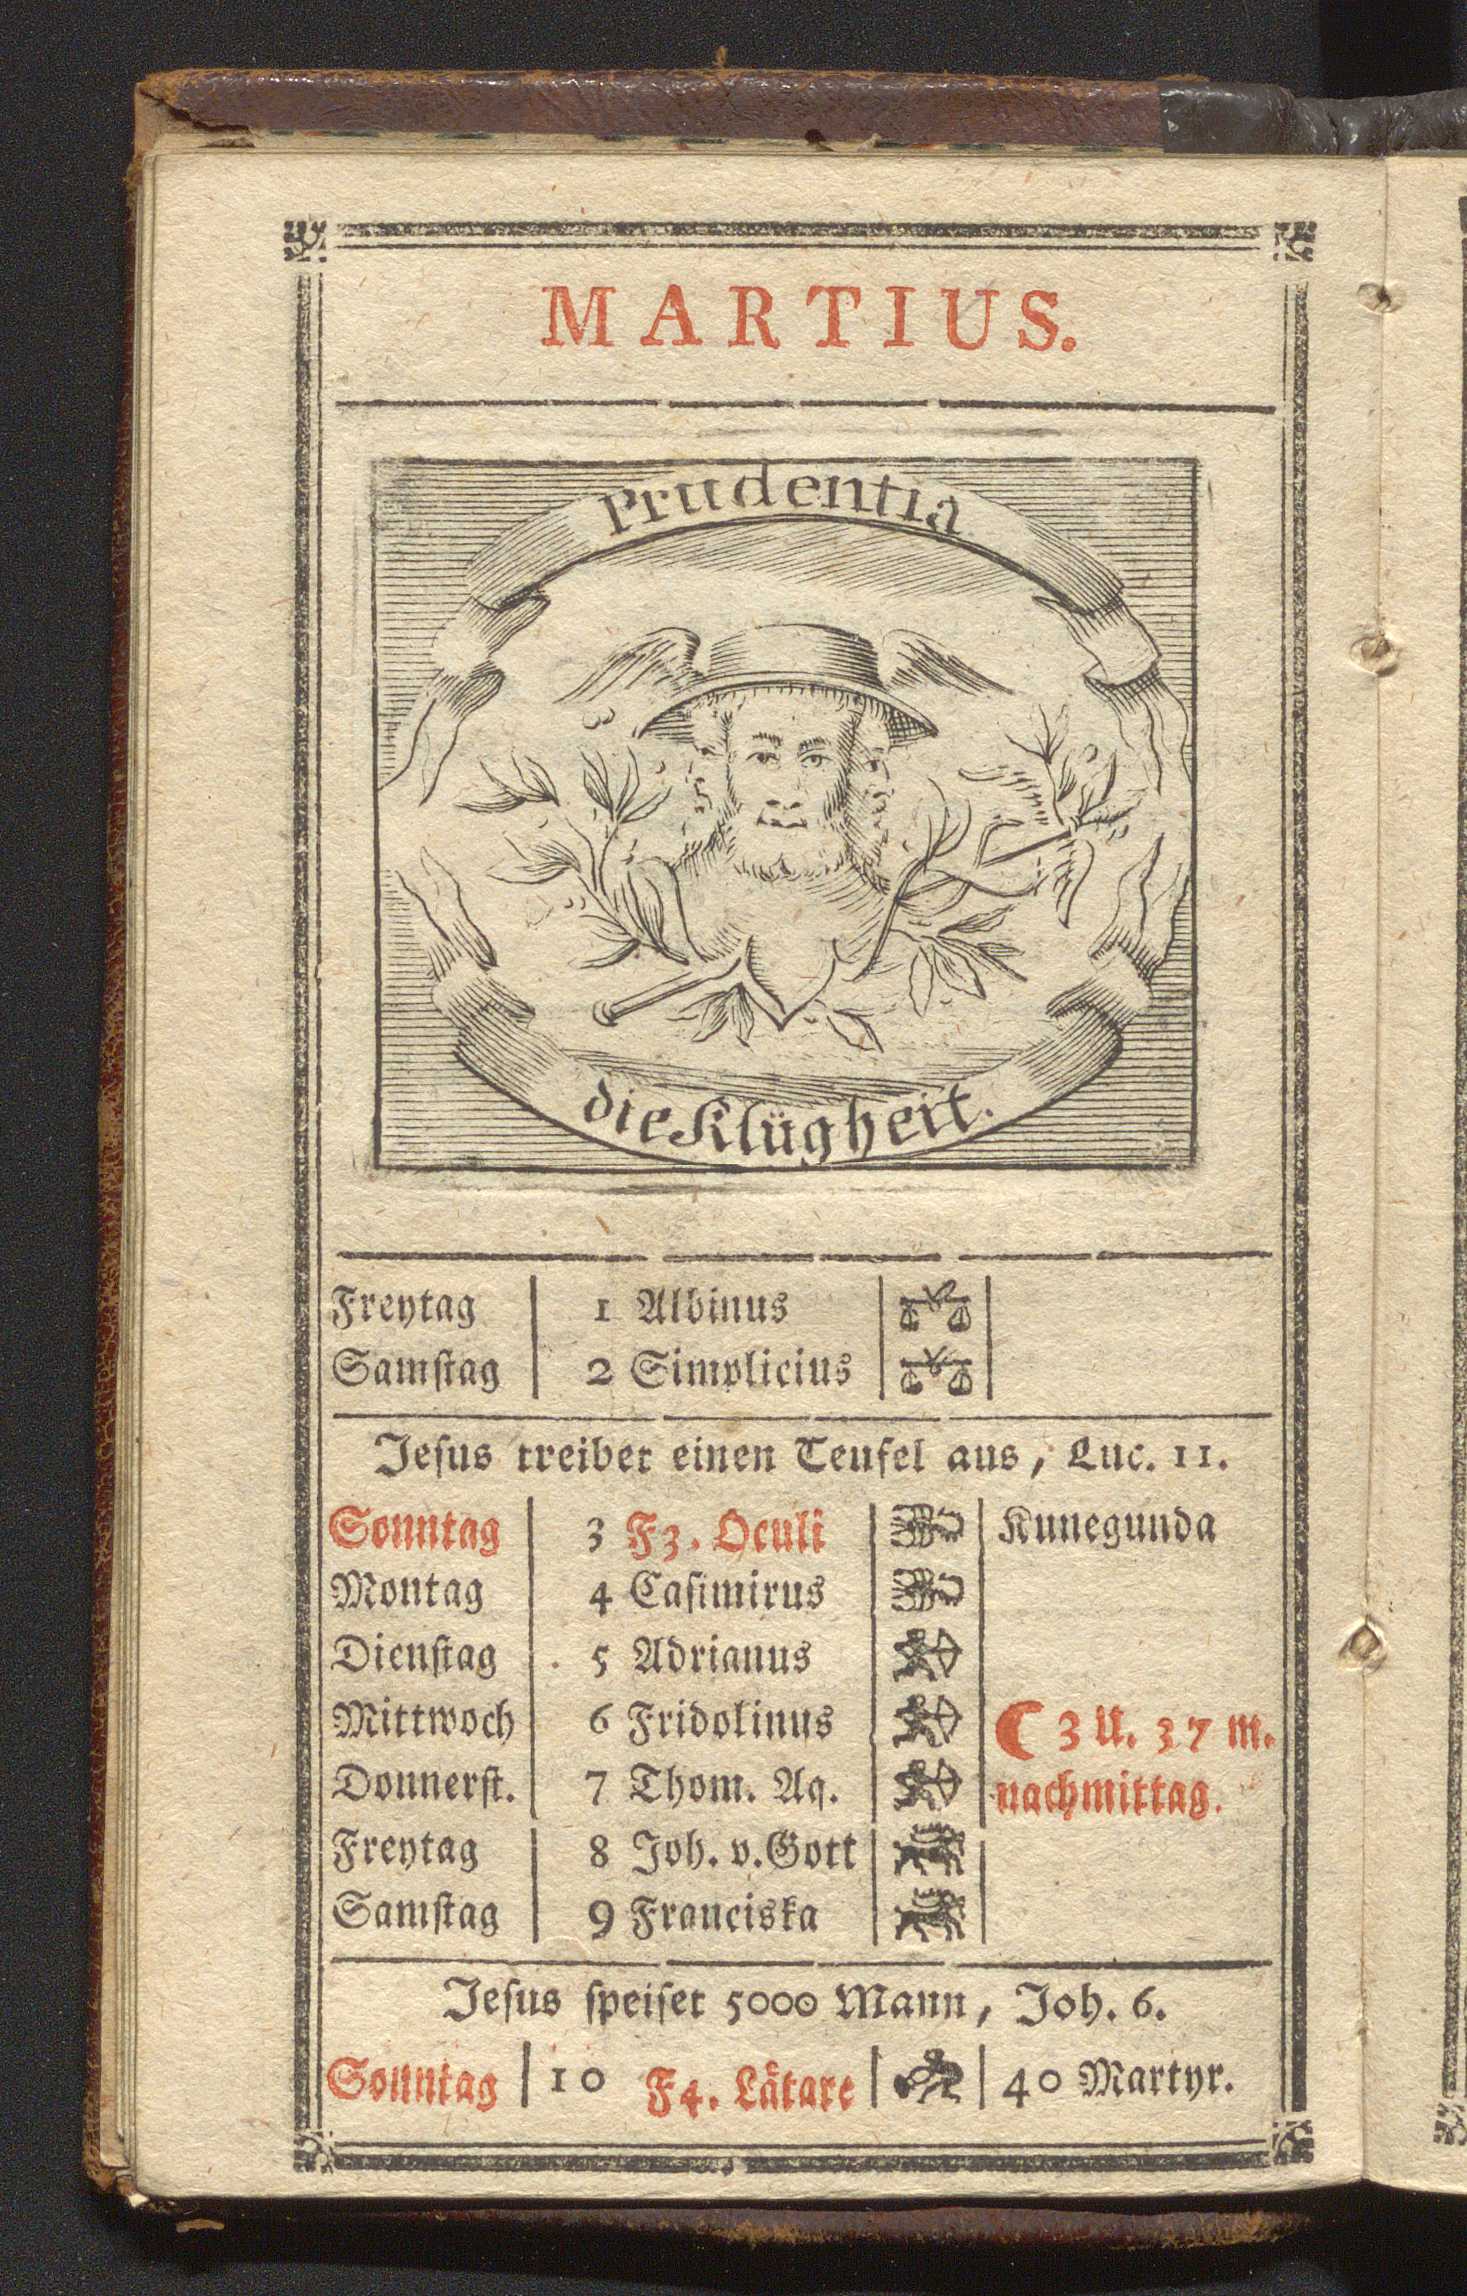 MARTIUS.
Prudentia
die Klügheit.
Freytag 1 Albinus
Samſtag 2 Simplicius
Jeſus treibet einen Teufel aus, Luc. 11.
Sonntag 3 F3. Oculi Kunegunda
Montag 4 Caſimirus
Dienſtag 5 Adrianus
Mittwoch 6 Fridolinus ☾ 3 U. 37 m.
Donnerſt. 7 Thom. Aq. nachmittag.
Freytag 8 Joh. v. Gott
Samſtag 9 Franciska
Jeſus ſpeiſet 5000 Mann, Joh. 6.
Sonntag 10 F4. Lätare 40 Martyr.